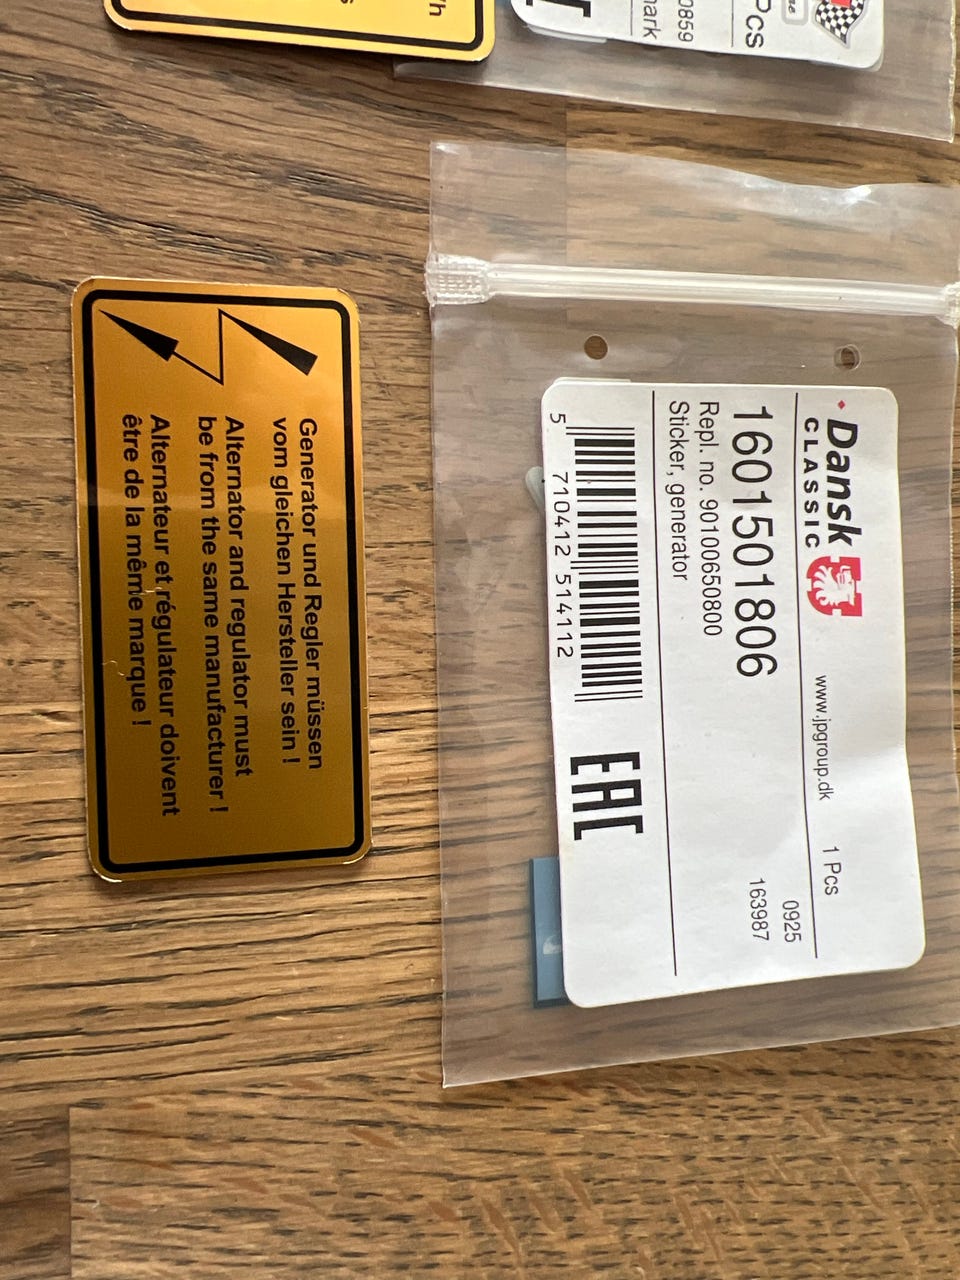 Generator und Regler müssen
vom gleichen Hersteller sein !
Alternator and regulator must
be from the same manufacturer !
Alternateur et régulateur doivent
être de la même marque !
Dansk
CLASSIC
www.jpgroup.dk
1 Pcs
1601501806
0925
163987
Repl. no. 90100650800
Sticker, generator
5 710412 514112
EAC
Pcs
0859